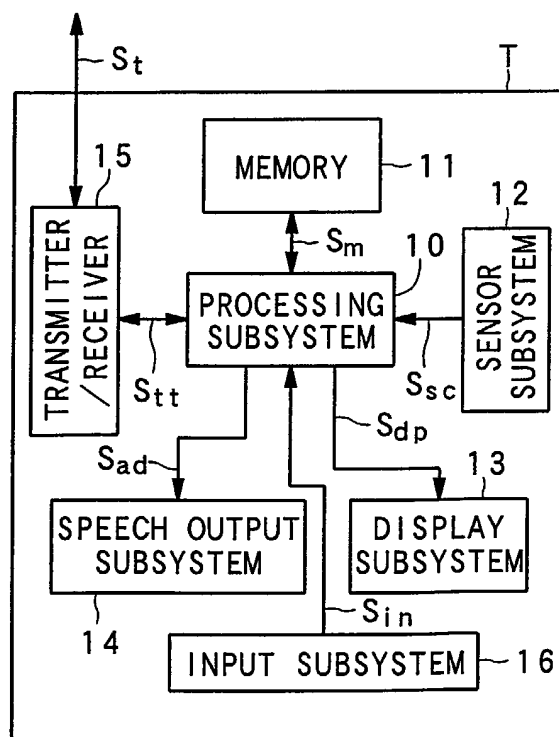 St
T
15
MEMORY
11
12
TRANSMITTER
/RECEIVER
Sm
10
PROCESSING
SUBSYSTEM
SENSOR
SUBSYSTEM
Stt
Ssc
Sad
Sdp
13
SPEECH OUTPUT
SUBSYSTEM
DISPLAY
SUBSYSTEM
14
Sin
INPUT SUBSYSTEM
16